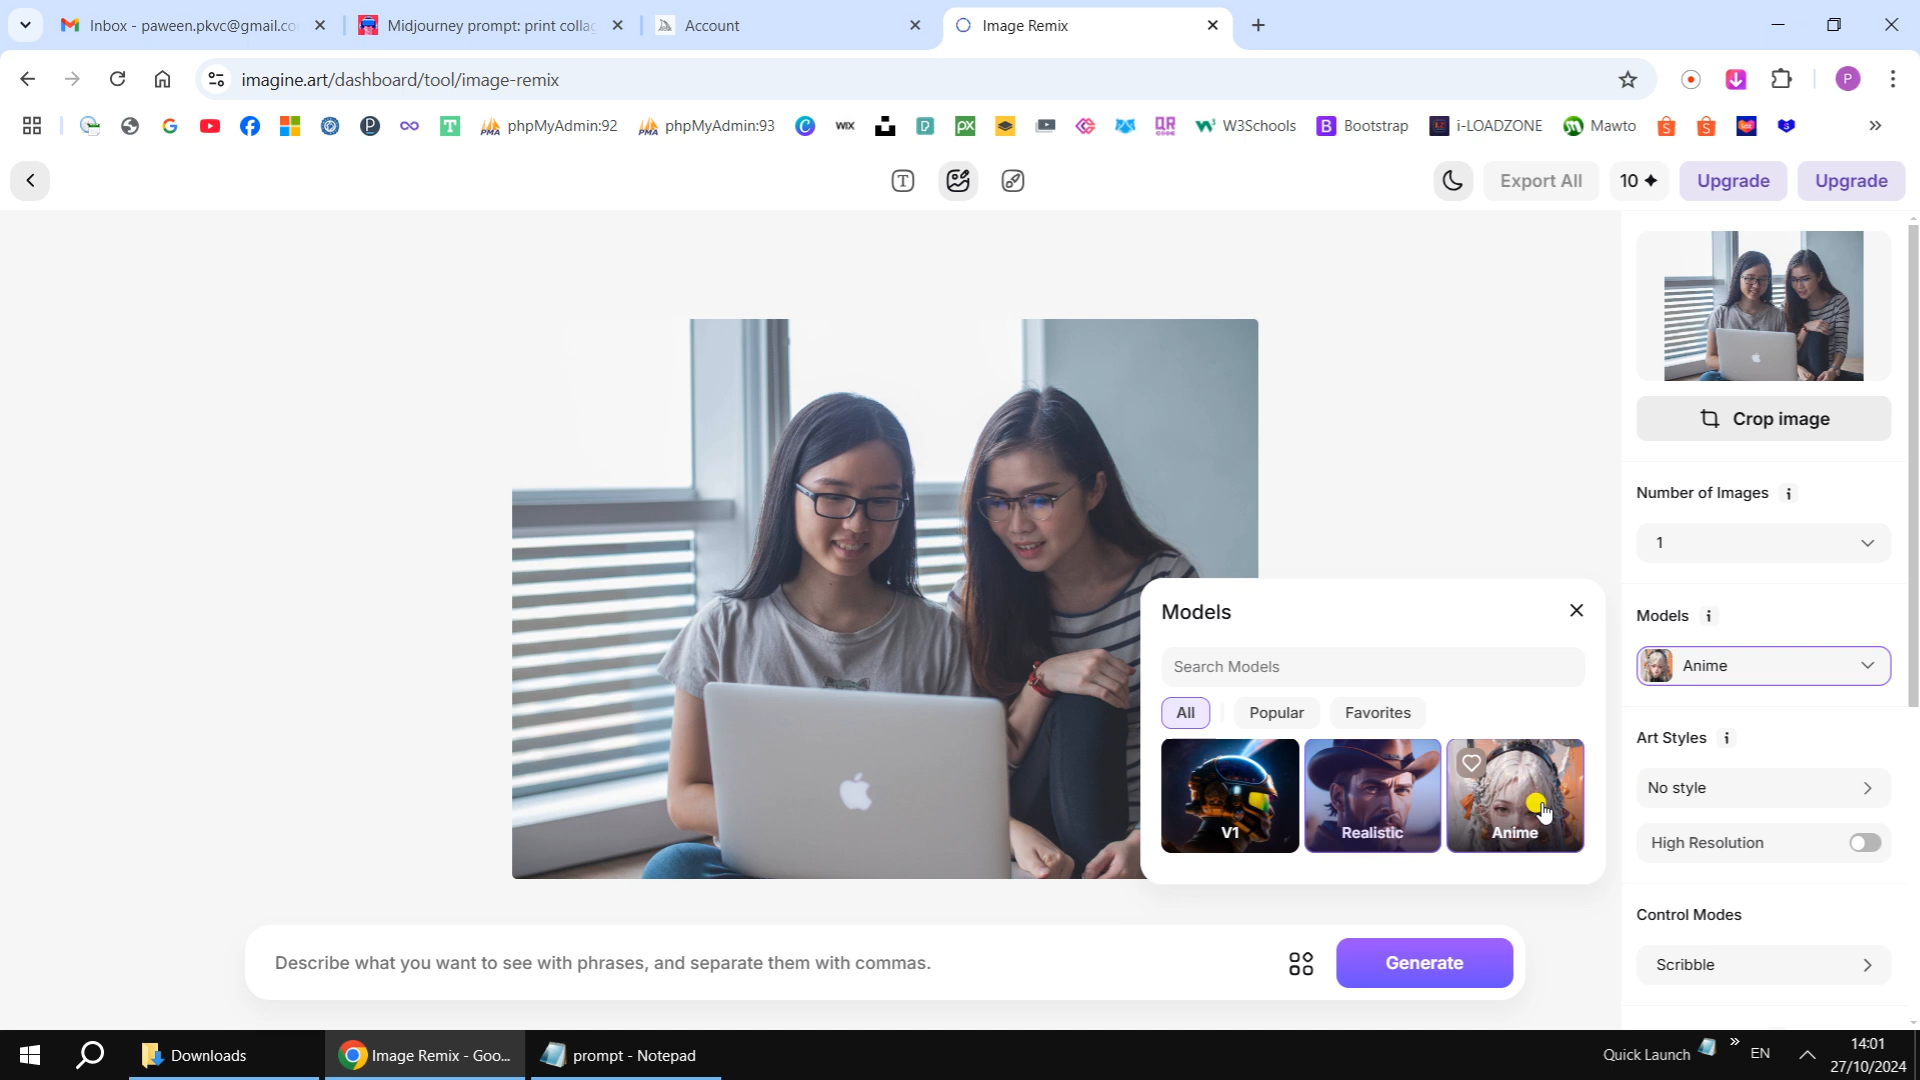 Inbox - paween.pkvc@gmail.co
Midjourney prompt: print colla
Account
Image Remix
imagine.art/dashboard/tool/image-remix
P
phpMyAdmin:92
phpMyAdmin:93
WIX
W3Schools
Bootstrap
i-LOADZONE
Mawto
Export All
10
Upgrade
Upgrade
Crop image
Number of Images
1
Models
Search Models
All
Popular
Favorites
V1
Realistic
Anime
Models
Anime
Art Styles
No style
High Resolution
Control Modes
Scribble
Describe what you want to see with phrases, and separate them with commas.
Generate
Downloads
Image Remix - Goo...
prompt - Notepad
Quick Launch
EN
14:01
27/10/2024